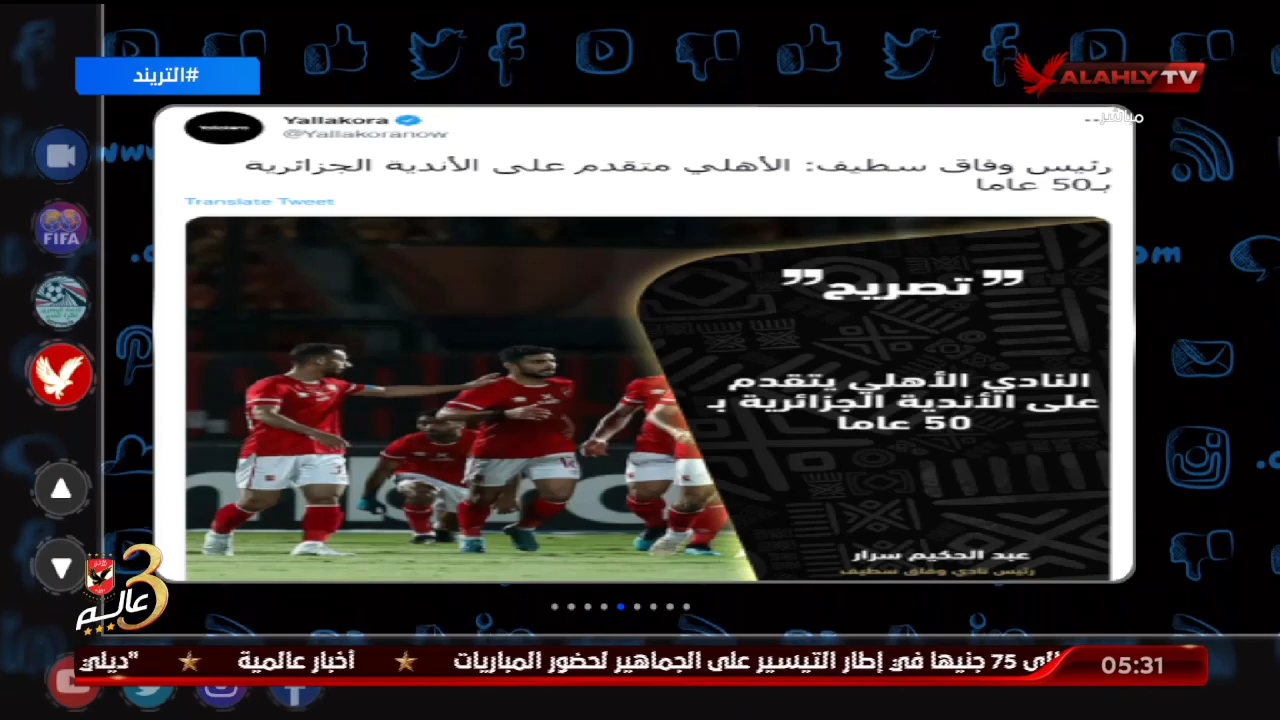 #التريند
ALAHLY TV
مباشر
Yallakora
@Yallakoranow
رئيس وفاق سطيف: الأهلي متقدم على الأندية الجزائرية
بـ50 عاما
Translate Tweet
” تصريح”
النادي الأهلي يتقدم
على الأندية الجزائرية بـ
50 عاما
عبد الحكيم سرار
رئيس نادي وفاق سطيف
FIFA
3
عالم
75 جنيها في إطار التيسير على الجماهير لحضور المباريات
أخبار عالمية
"ديلي
05:31